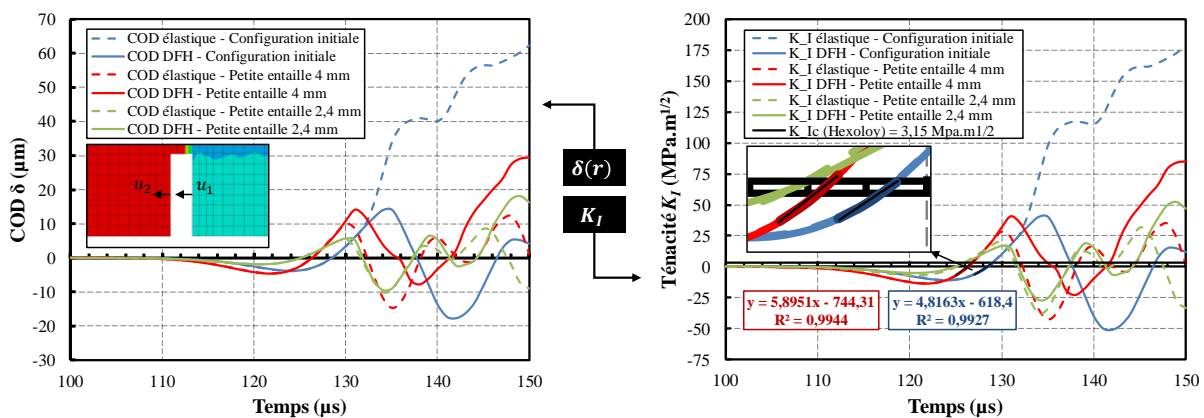 70
60
50
40
30
20
10
0
-10
-20
-30
COD δ (µm)
COD élastique - Configuration initiale
COD DFH - Configuration initiale
COD élastique - Petite entaille 4 mm
COD DFH - Petite entaille 4 mm
COD élastique - Petite entaille 2,4 mm
COD DFH - Petite entaille 2,4 mm
u₂ u₁
100 110 120 130 140 150
Temps (µs)
δ(r)
K_I
200
175
150
125
100
75
50
25
0
-25
-50
-75
Ténacité K_I (MPa.m^1/2)
K_I élastique - Configuration initiale
K_I DFH - Configuration initiale
K_I élastique - Petite entaille 4 mm
K_I DFH - Petite entaille 4 mm
K_I élastique - Petite entaille 2,4 mm
K_I DFH - Petite entaille 2,4 mm
K_Ic (Hexoloy) = 3,15 Mpa.m1/2
y = 5,8951x - 744,31
R² = 0,9944
y = 4,8163x - 618,4
R² = 0,9927
100 110 120 130 140 150
Temps (µs)